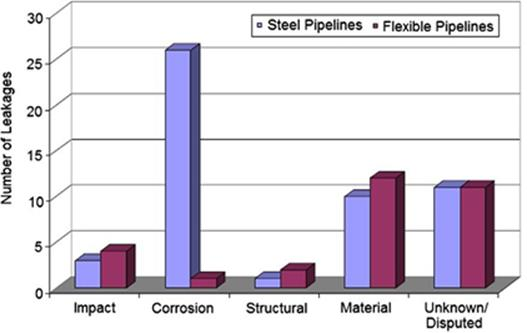 Steel Pipelines Flexible Pipelines
Number of Leakages
30
25
20
15
10
5
0
Impact Corrosion Structural Material Unknown/
Disputed